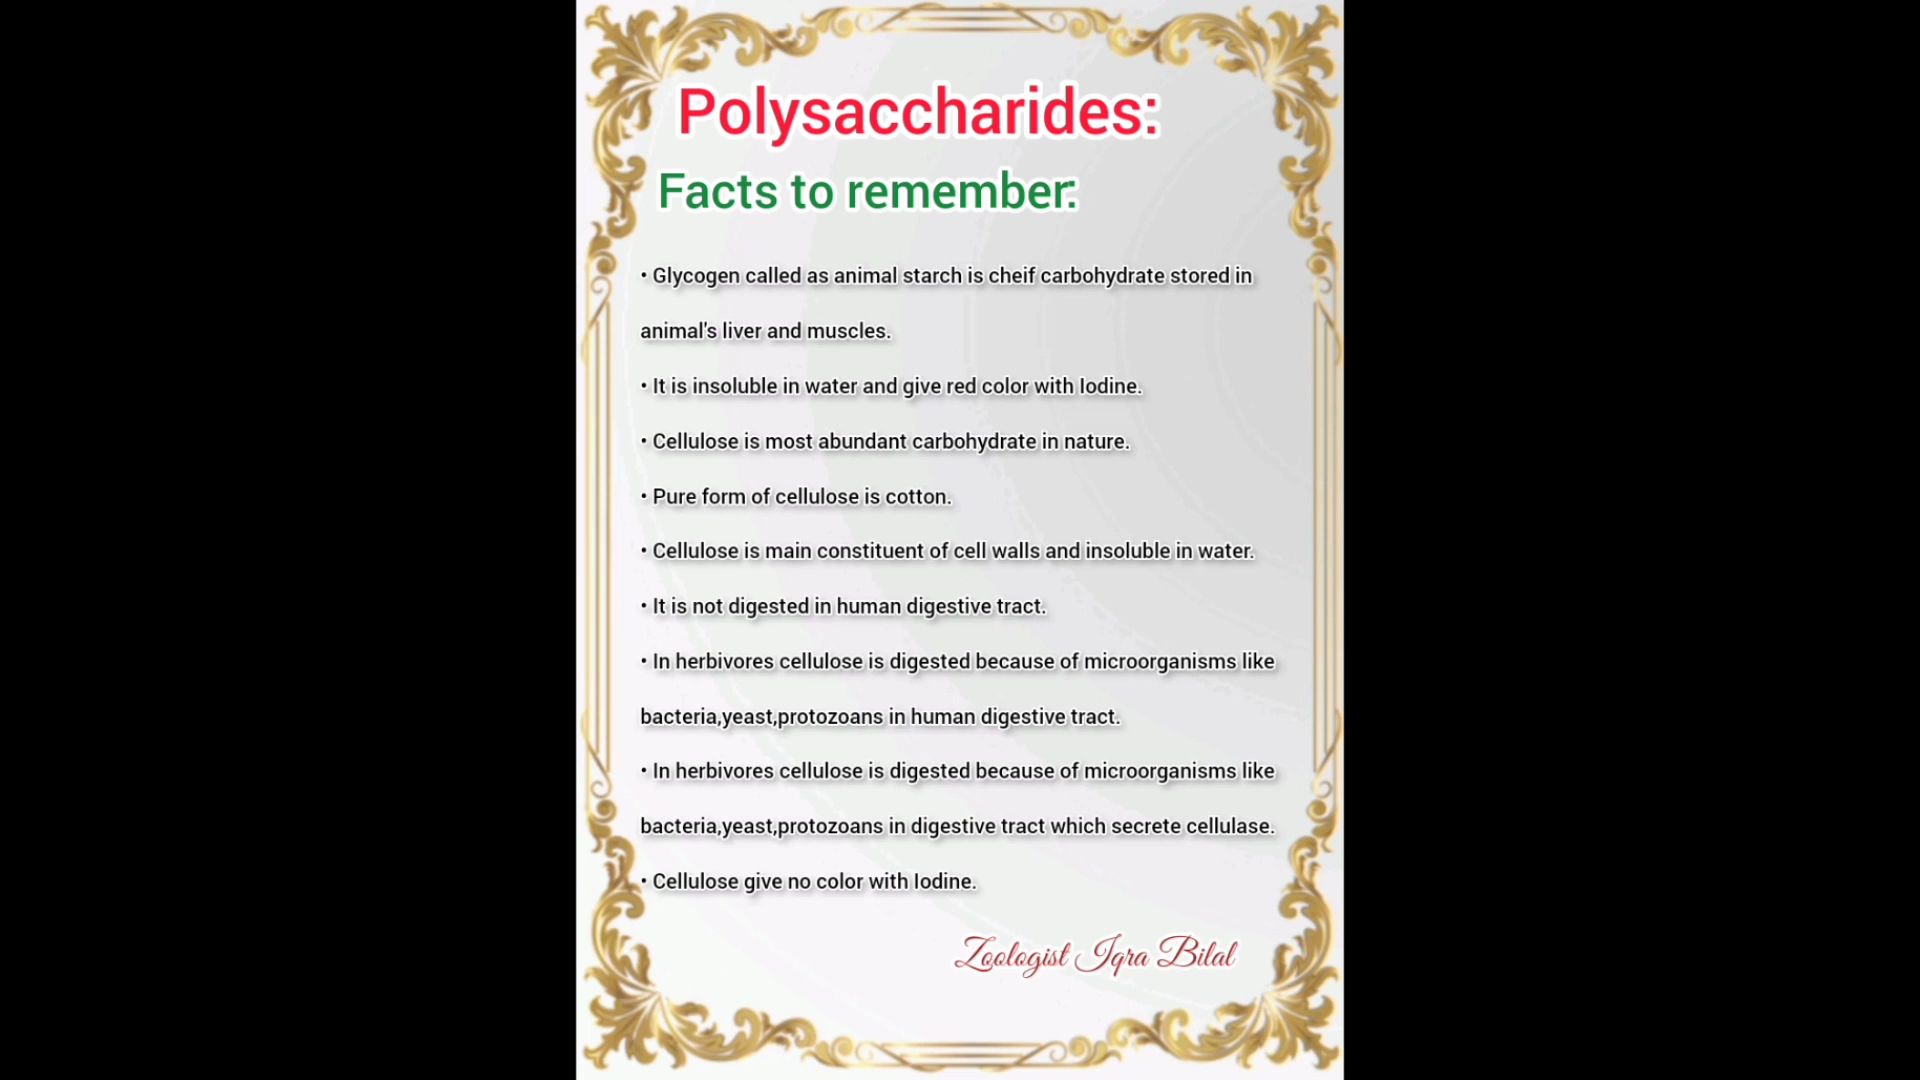 Polysaccharides:
Facts to remember:
• Glycogen called as animal starch is cheif carbohydrate stored in
animal's liver and muscles.
• It is insoluble in water and give red color with Iodine.
• Cellulose is most abundant carbohydrate in nature.
• Pure form of cellulose is cotton.
• Cellulose is main constituent of cell walls and insoluble in water.
• It is not digested in human digestive tract.
• In herbivores cellulose is digested because of microorganisms like
bacteria,yeast,protozoans in human digestive tract.
• In herbivores cellulose is digested because of microorganisms like
bacteria,yeast,protozoans in digestive tract which secrete cellulase.
• Cellulose give no color with Iodine.
Zoologist Iqra Bilal